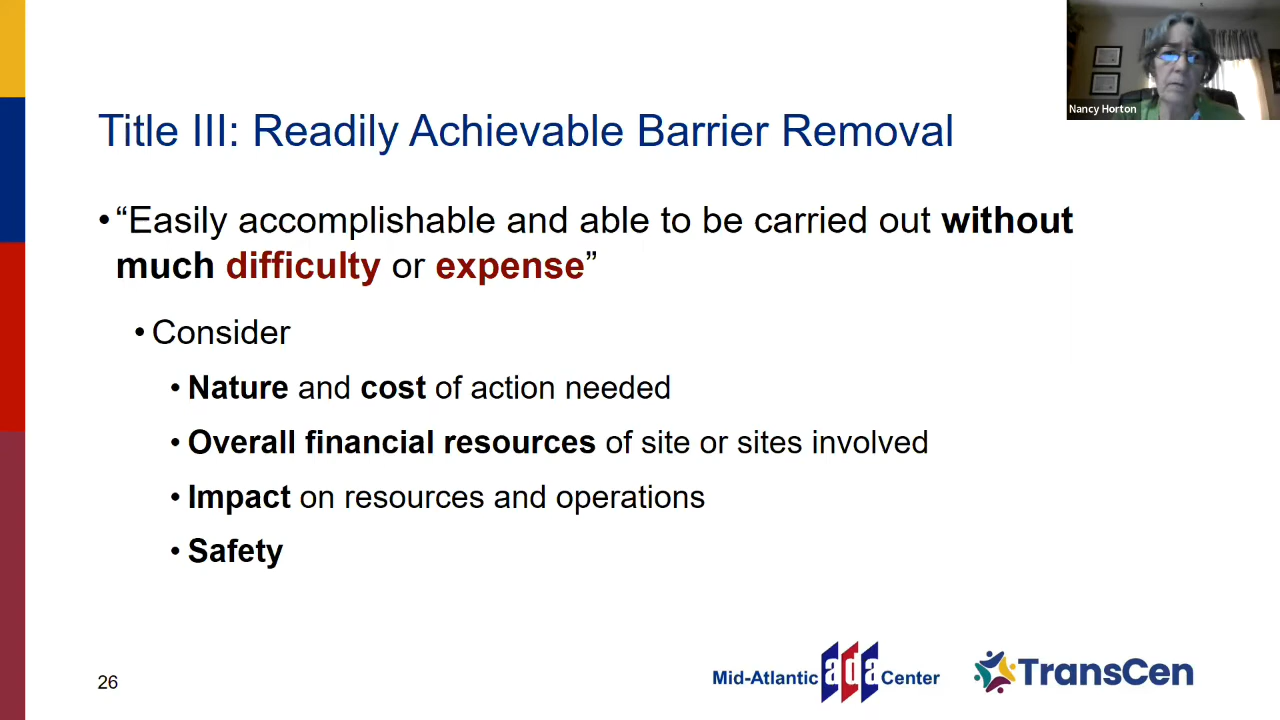 Nancy Horton
Title III: Readily Achievable Barrier Removal
• “Easily accomplishable and able to be carried out without
much difficulty or expense”
• Consider
• Nature and cost of action needed
• Overall financial resources of site or sites involved
• Impact on resources and operations
• Safety
26
Mid-Atlantic ada Center
TransCen